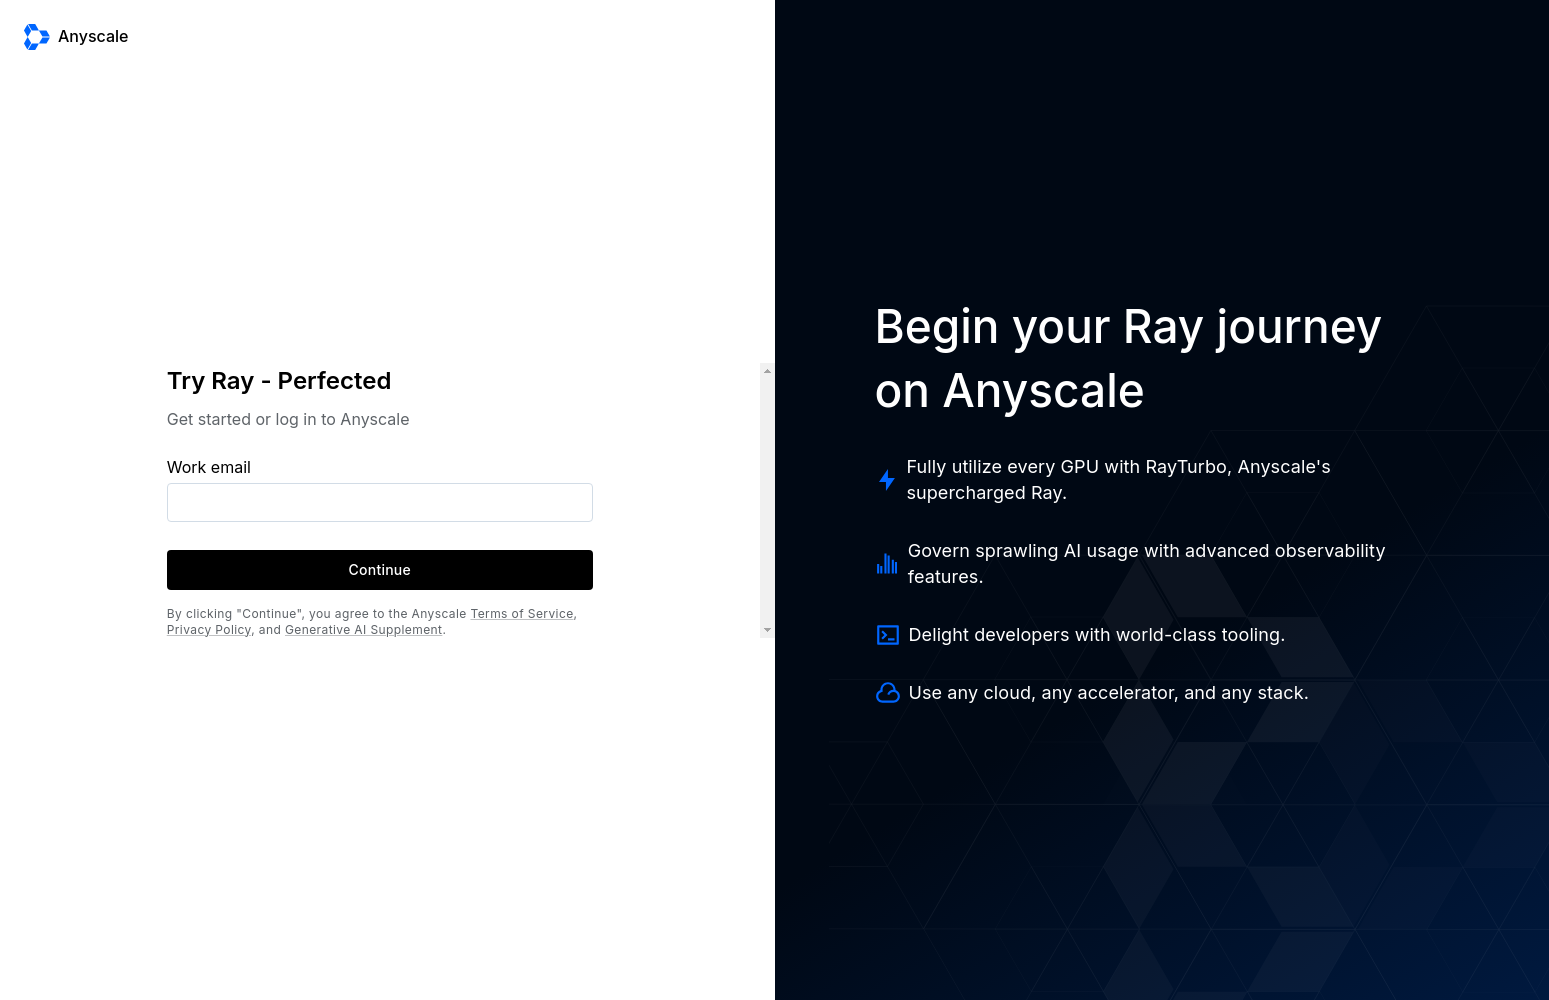 Anyscale
Try Ray - Perfected
Get started or log in to Anyscale
Work email
Continue
By clicking "Continue", you agree to the Anyscale Terms of Service,
Privacy Policy, and Generative AI Supplement.
Begin your Ray journey
on Anyscale
Fully utilize every GPU with RayTurbo, Anyscale's
supercharged Ray.
Govern sprawling AI usage with advanced observability
features.
Delight developers with world-class tooling.
Use any cloud, any accelerator, and any stack.